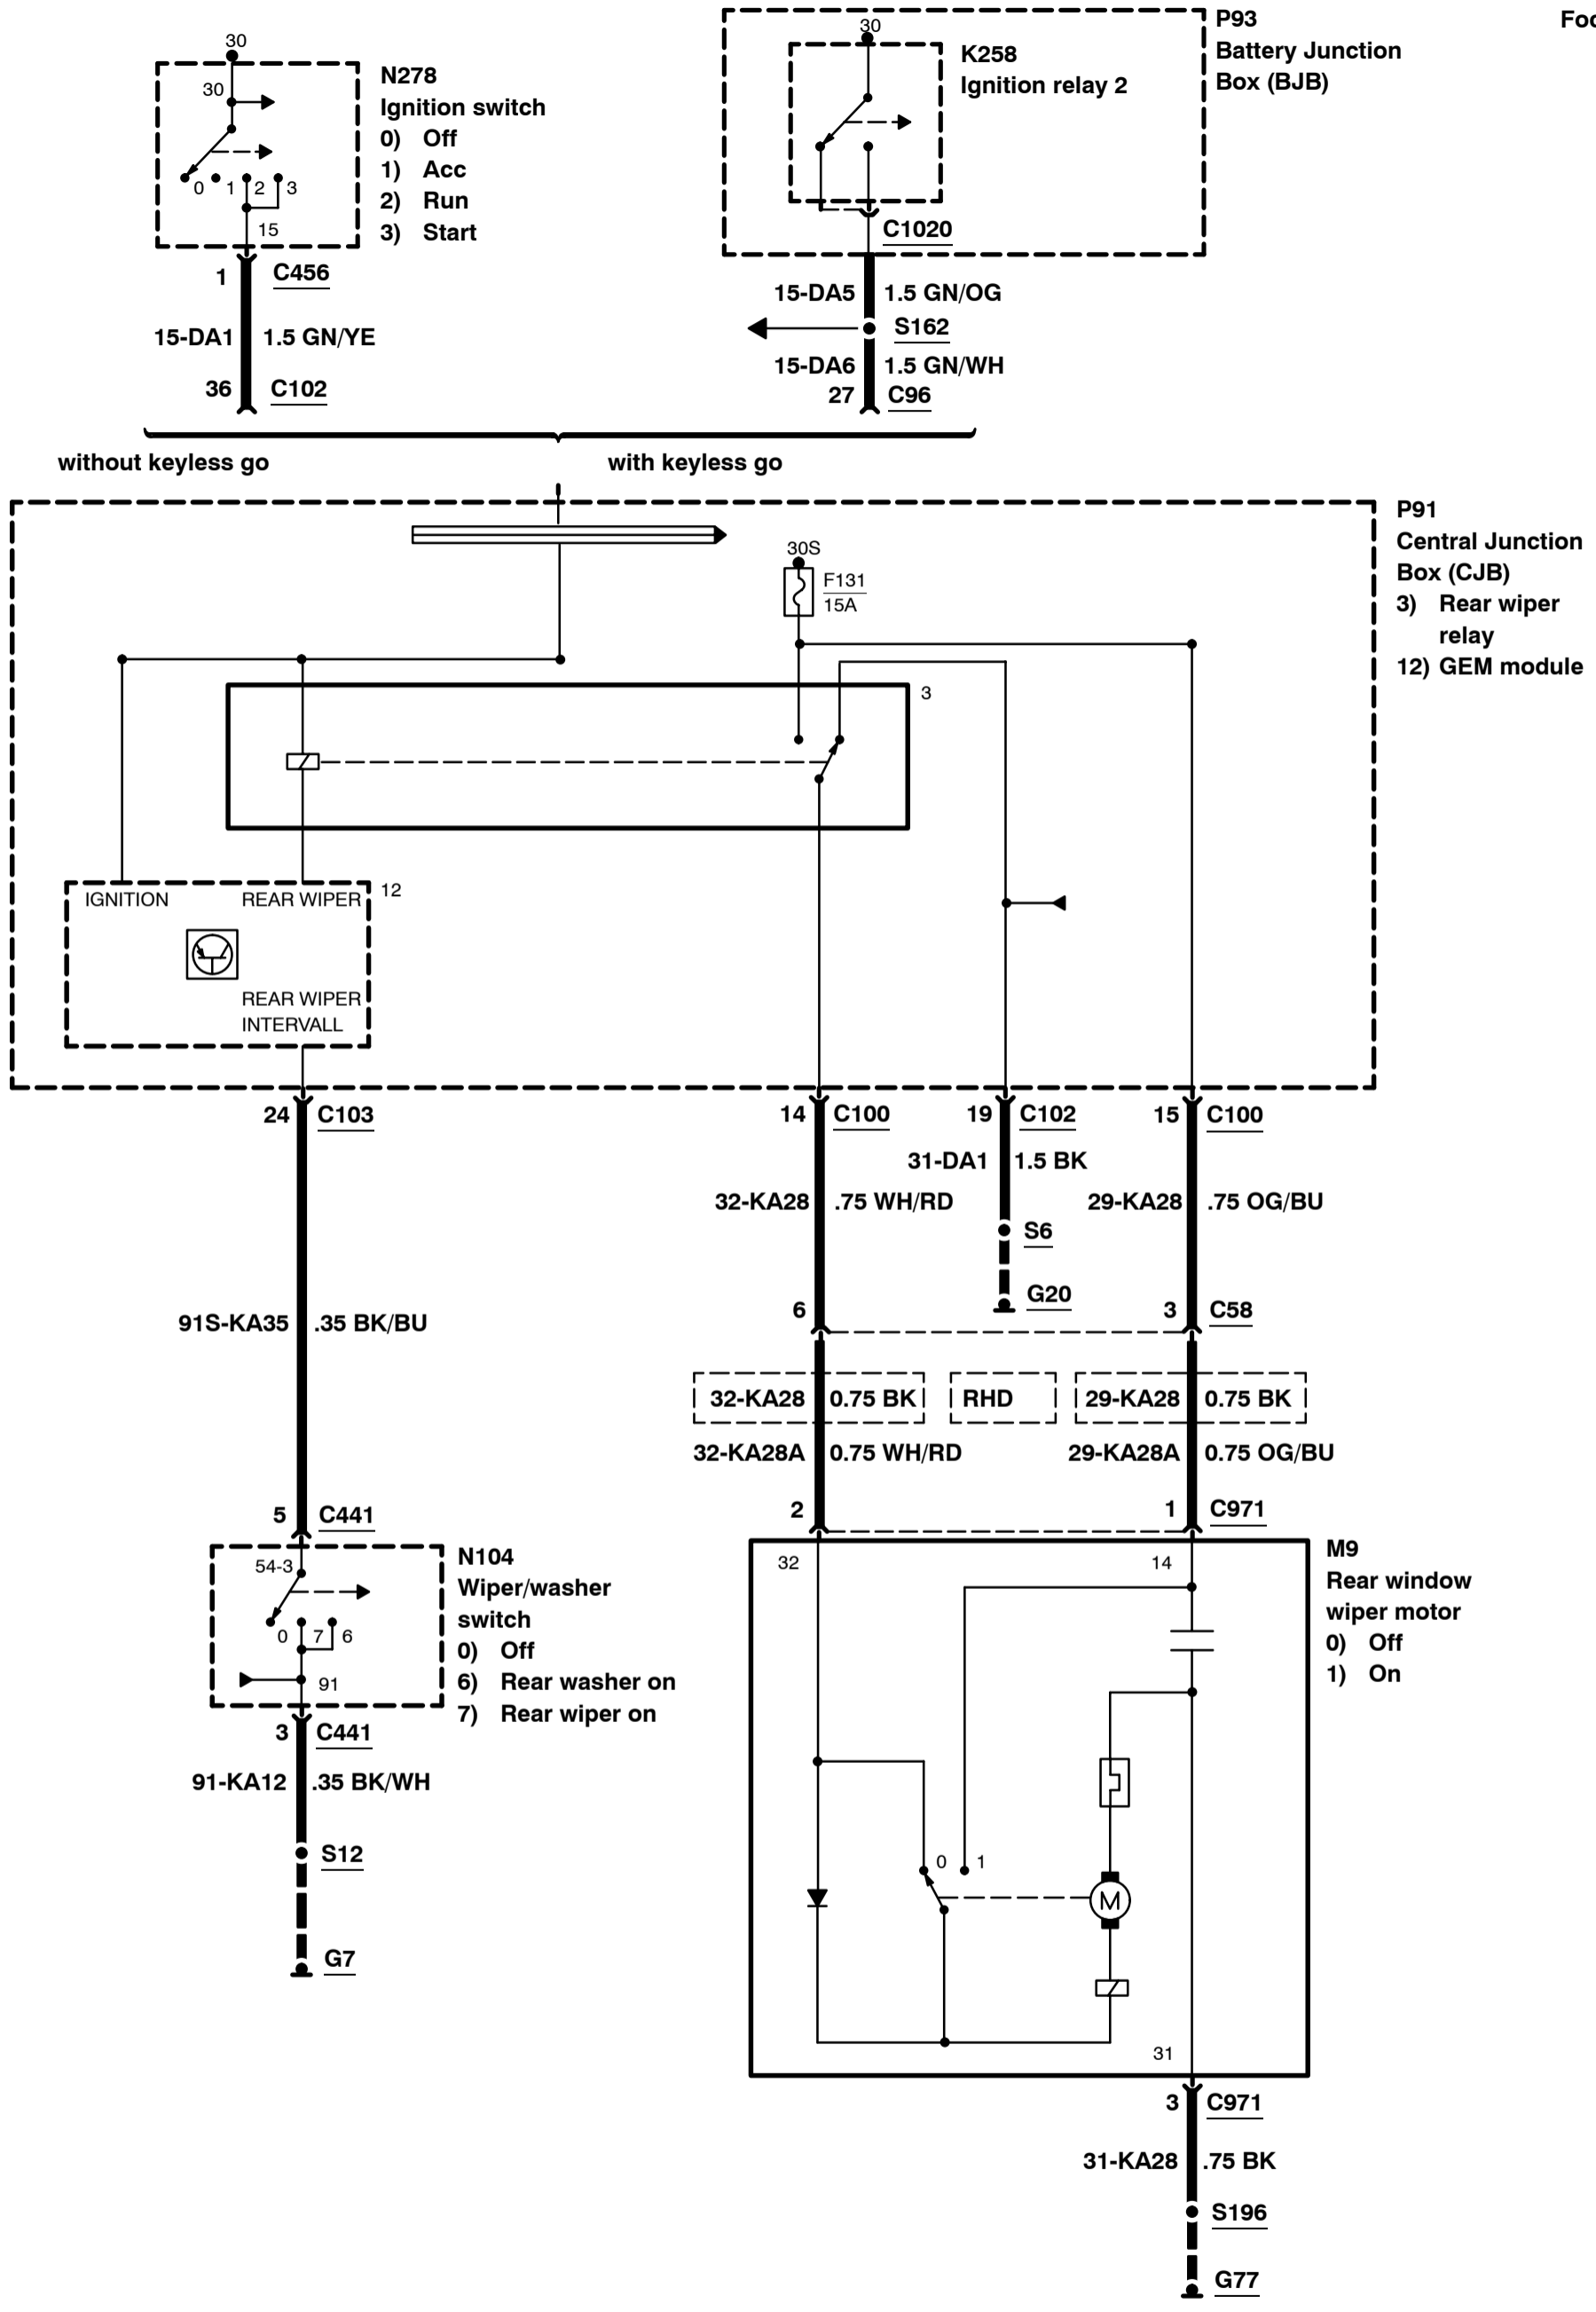 30
N278
Ignition switch
0) Off
1) Acc
2) Run
3) Start
30
0 1 2 3
15
1 C456
15-DA1 1.5 GN/YE
36 C102
30
K258
Ignition relay 2
P93
Battery Junction
Box (BJB)
C1020
15-DA5 1.5 GN/OG
S162
15-DA6 1.5 GN/WH
27 C96
without keyless go with keyless go
P91
Central Junction
Box (CJB)
3) Rear wiper
relay
12) GEM module
30S
F131
15A
3
IGNITION REAR WIPER 12
REAR WIPER
INTERVALL
24 C103
14 C100
19 C102
15 C100
31-DA1 1.5 BK
32-KA28 .75 WH/RD
29-KA28 .75 OG/BU
S6
G20
91S-KA35 .35 BK/BU
6
3 C58
32-KA28 0.75 BK
RHD
29-KA28 0.75 BK
32-KA28A 0.75 WH/RD
29-KA28A 0.75 OG/BU
5 C441
2
1 C971
54-3
0 7 6
91
N104
Wiper/washer
switch
0) Off
6) Rear washer on
7) Rear wiper on
3 C441
91-KA12 .35 BK/WH
S12
G7
32
14
M9
Rear window
wiper motor
0) Off
1) On
0 1
M
31
3 C971
31-KA28 .75 BK
S196
G77